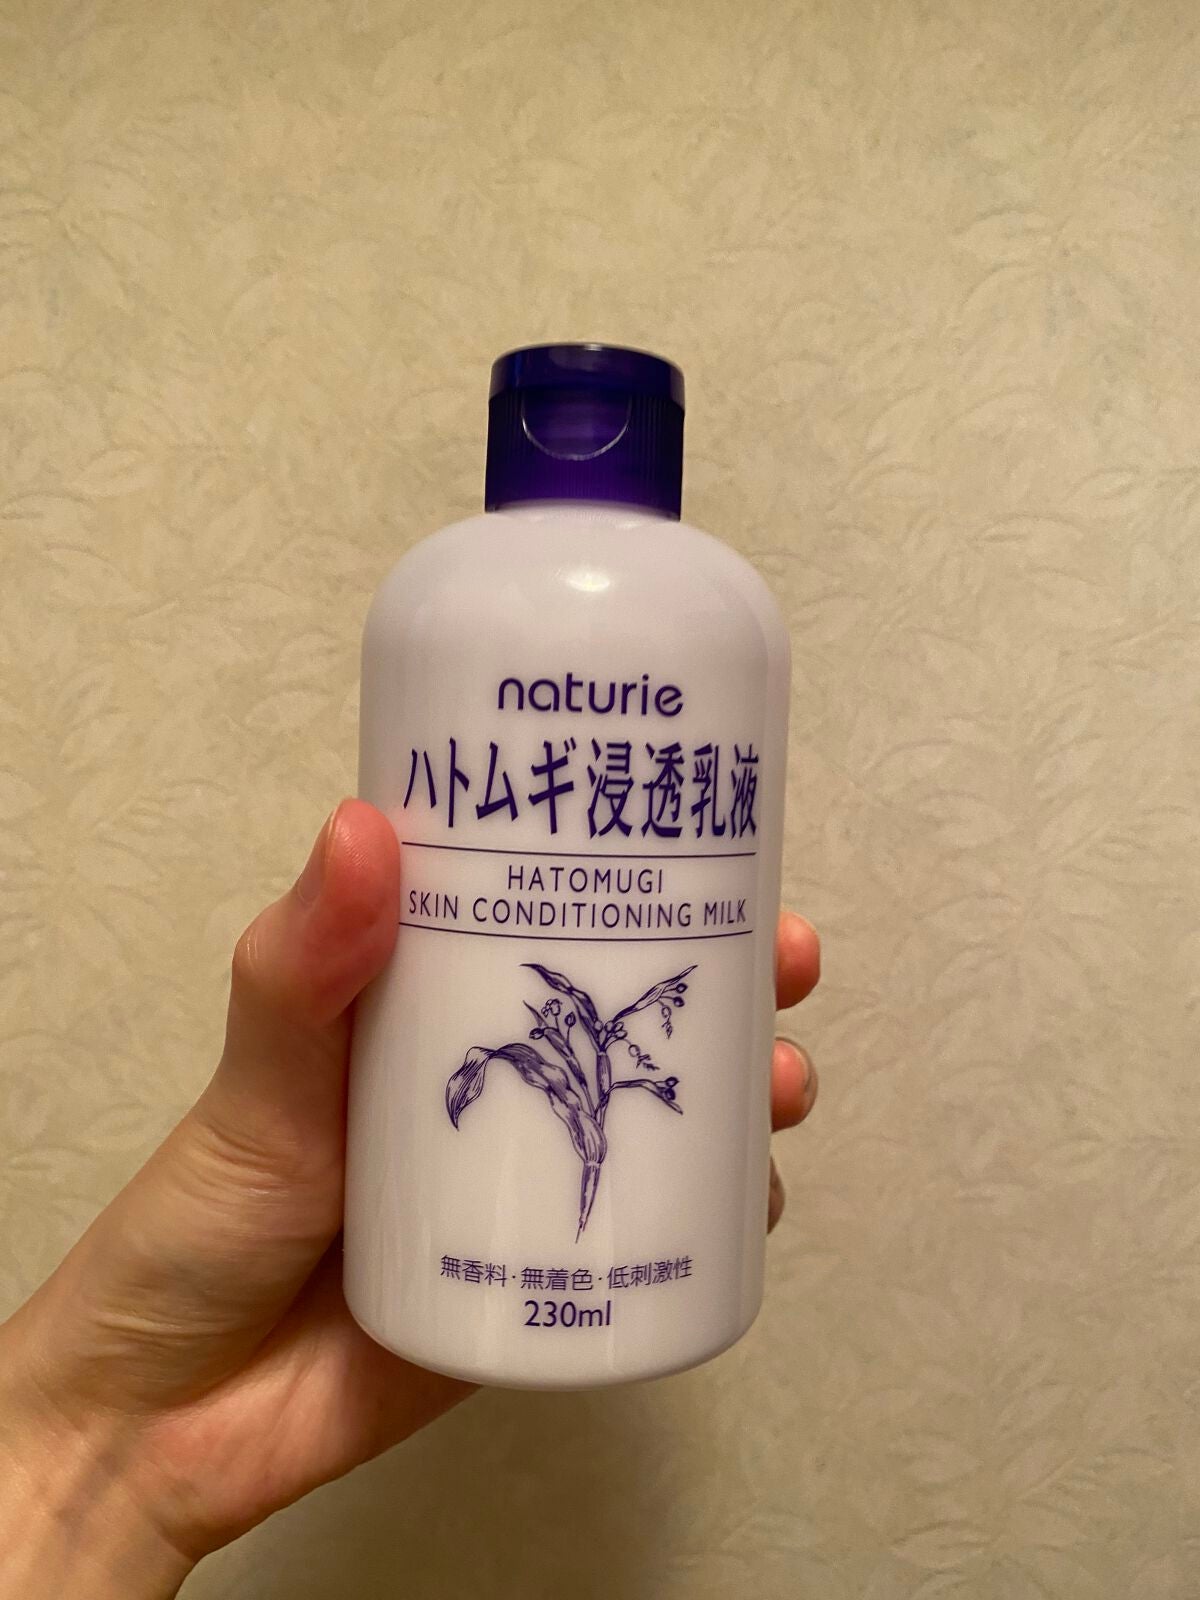 naturie
ハトムギ浸透乳液
HATOMUGI
SKIN CONDITIONING MILK
無香料・無着色・低刺激性
230ml